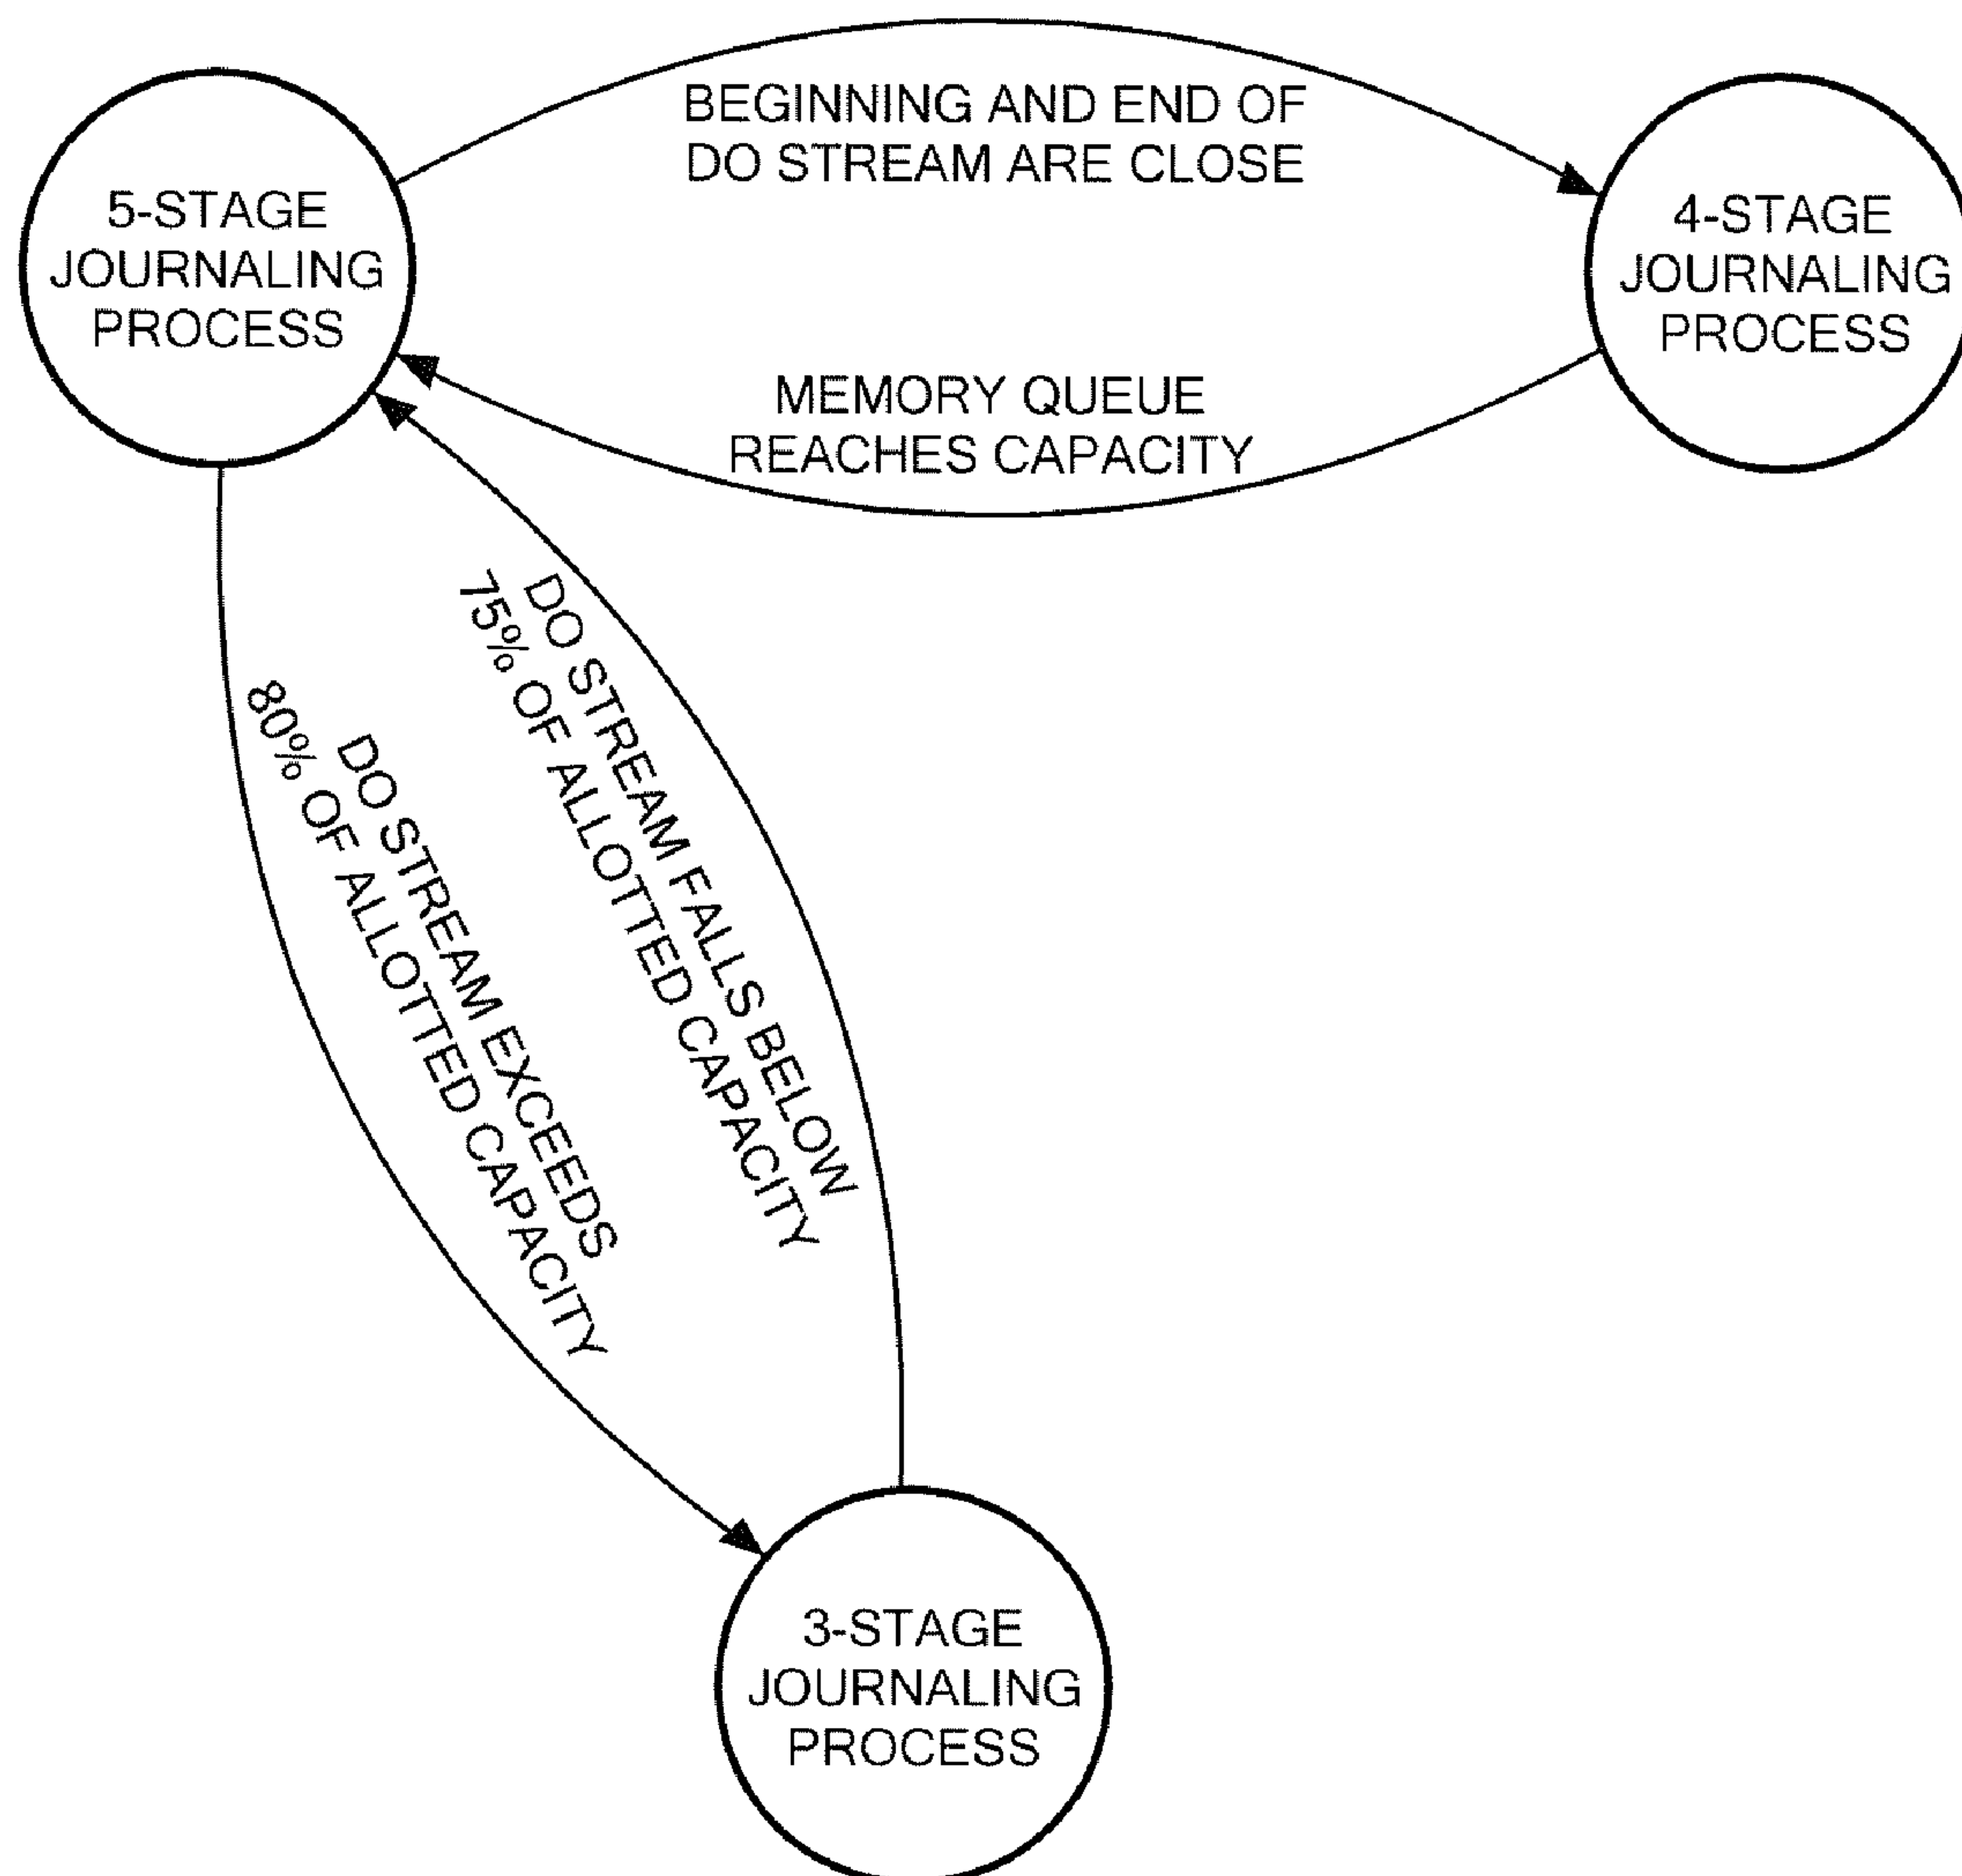 BEGINNING AND END OF
DO STREAM ARE CLOSE
5-STAGE
JOURNALING
PROCESS
4-STAGE
JOURNALING
PROCESS
MEMORY QUEUE
REACHES CAPACITY
DO STREAM FALLS BELOW
75% OF ALLOTTED CAPACITY
DO STREAM EXCEEDS
80% OF ALLOTTED CAPACITY
3-STAGE
JOURNALING
PROCESS